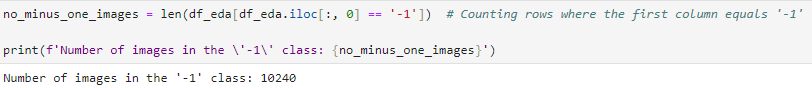 no_minus_one_images = len(df_eda[df_eda.iloc[:, 0] == '-1'])  # Counting rows where the first column equals '-1'
print(f'Number of images in the \'-1\' class: {no_minus_one_images}')
Number of images in the '-1' class: 10240